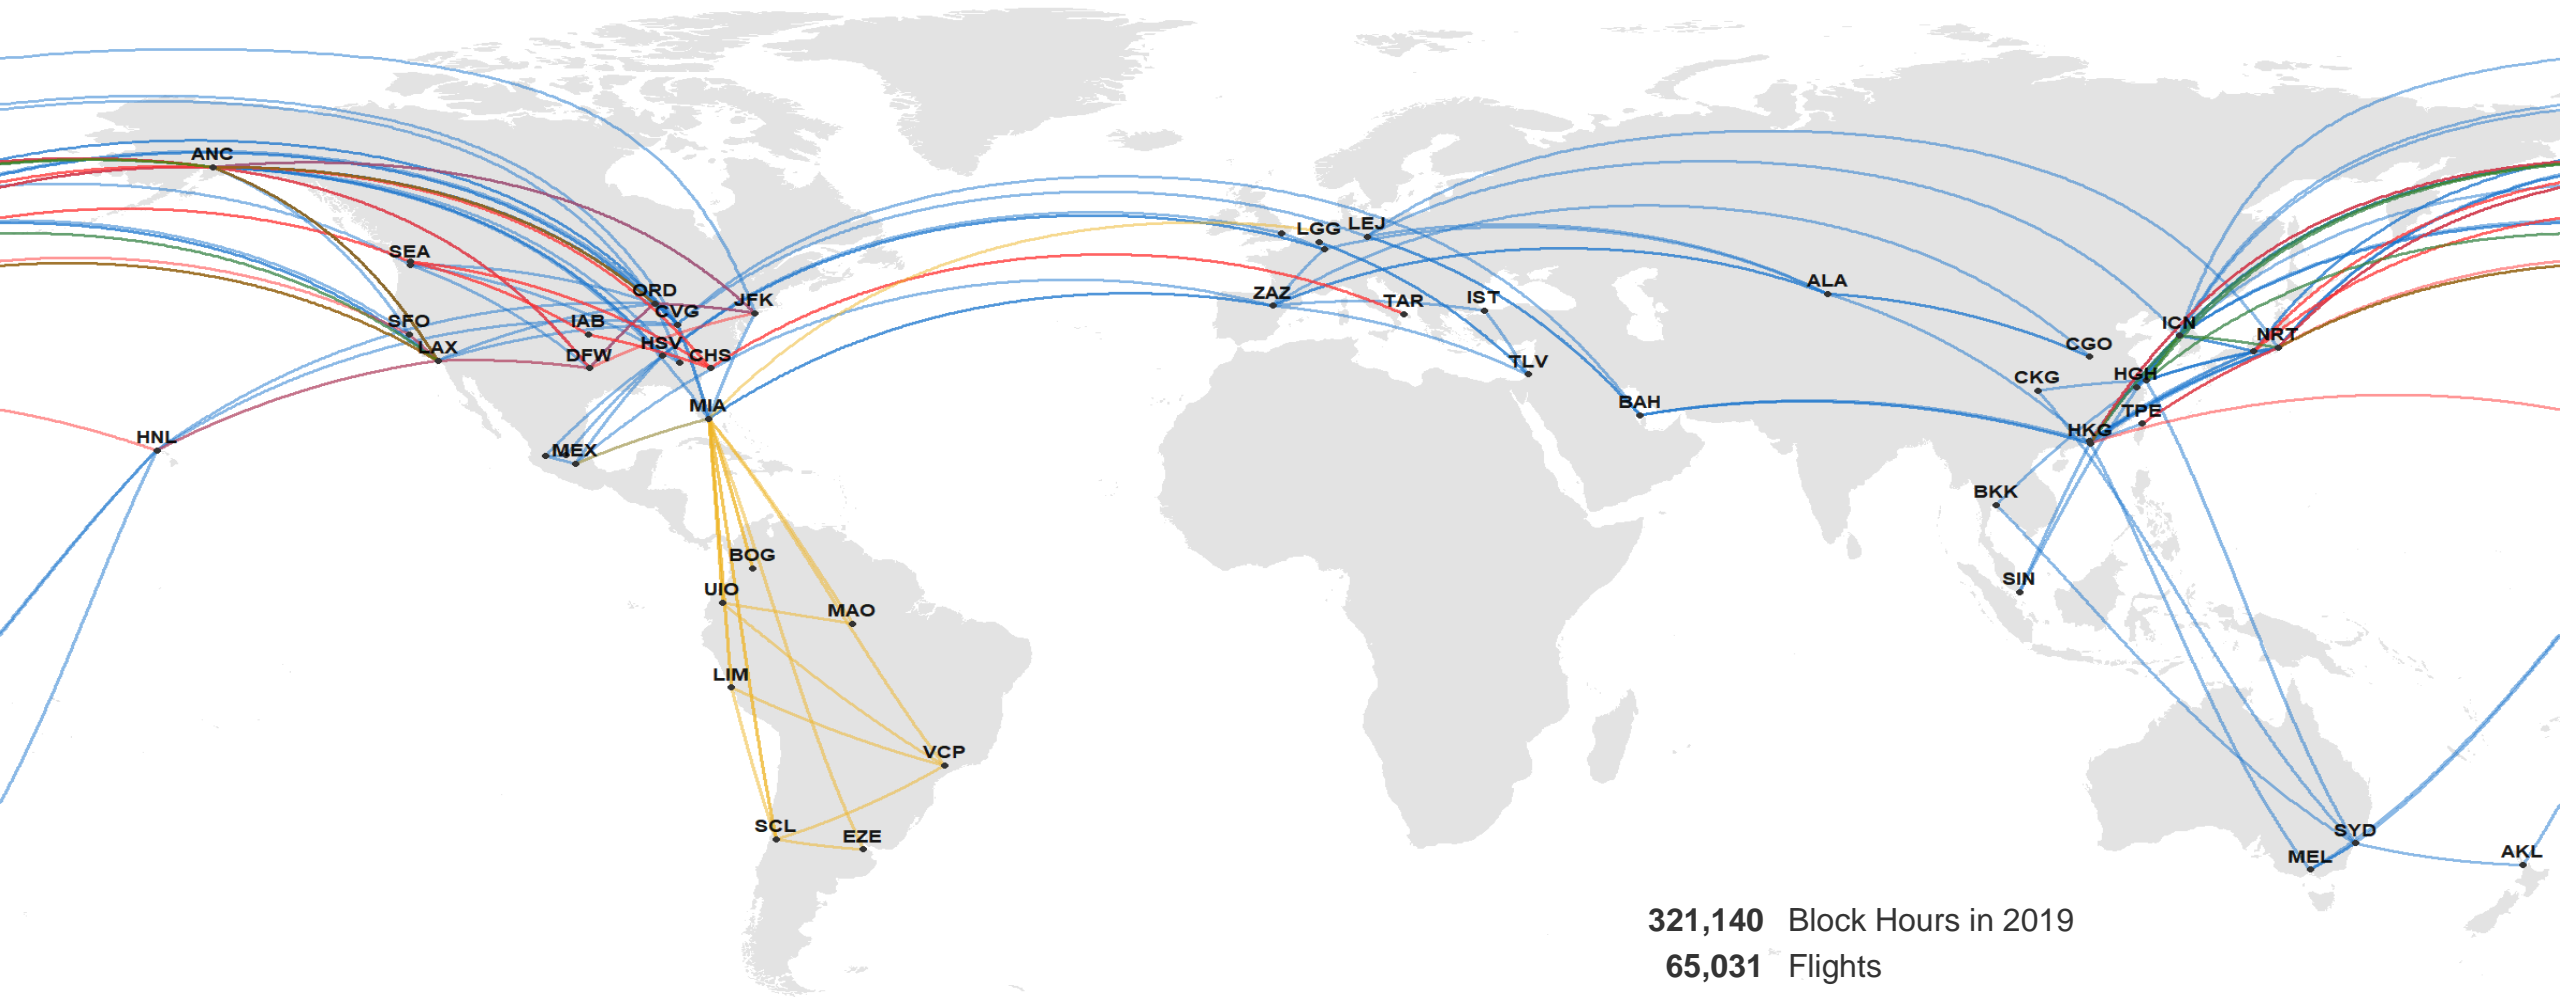 ANC
SEA
SFO
LAX
HNL
ORD
CVG
JFK
IAB
HSV
DFW
CHS
MIA
MEX
BOG
UIO
MAO
LIM
VCP
SCL
EZE
LGG
LEJ
ZAZ
TAR
IST
TLV
BAH
ALA
CGO
CKG
ICN
NRT
HGH
TPE
HKG
BKK
SIN
SYD
MEL
AKL
321,140 Block Hours in 2019
65,031 Flights